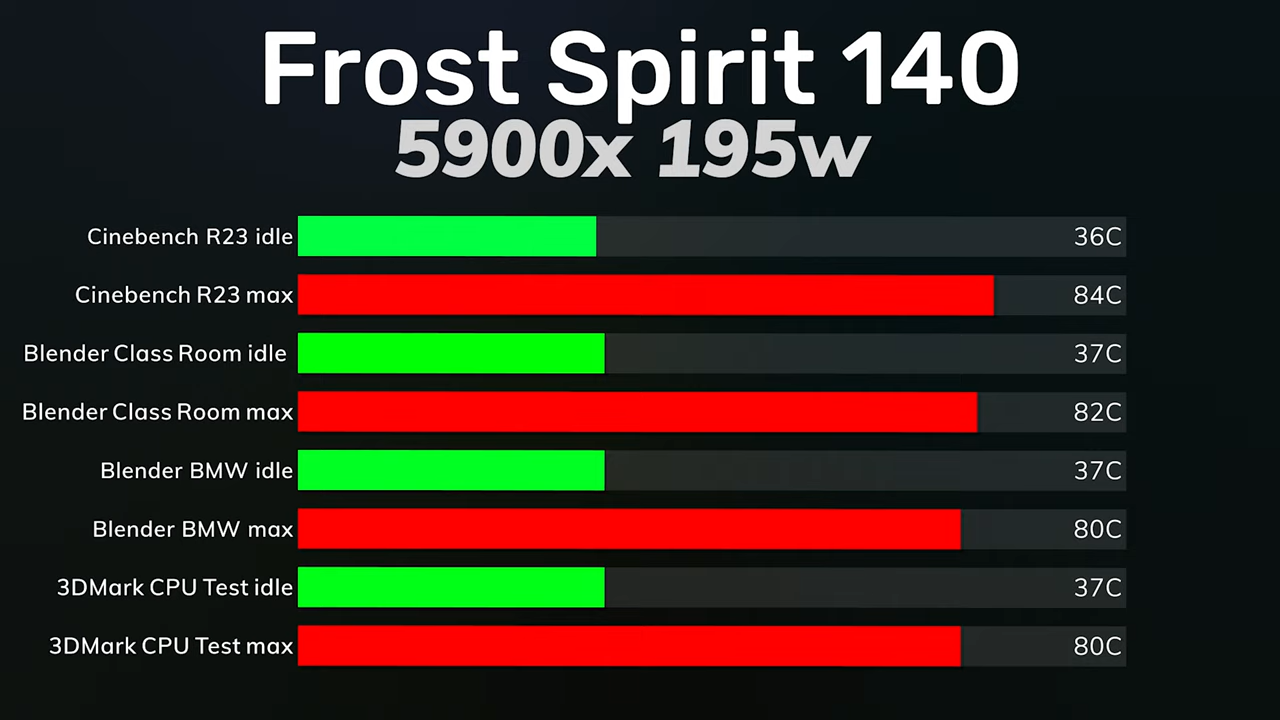 Frost Spirit 140
5900x 195w
Cinebench R23 idle 36C
Cinebench R23 max 84C
Blender Class Room idle 37C
Blender Class Room max 82C
Blender BMW idle 37C
Blender BMW max 80C
3DMark CPU Test idle 37C
3DMark CPU Test max 80C